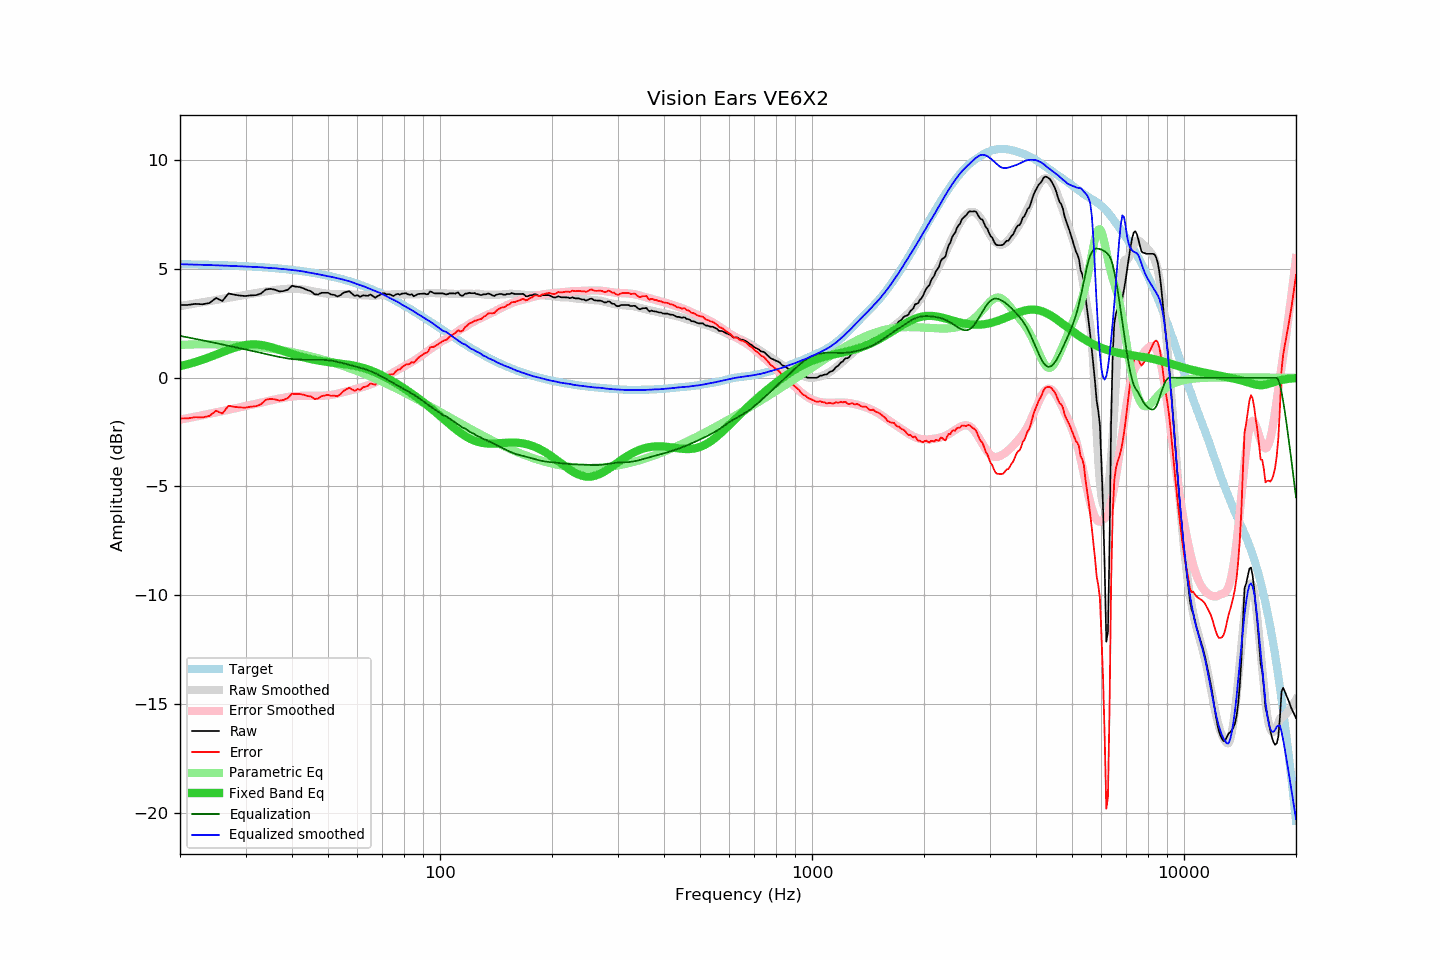 Vision Ears VE6X2
10
5
0
−5
−10
−15
−20
Amplitude (dBr)
Target
Raw Smoothed
Error Smoothed
Raw
Error
Parametric Eq
Fixed Band Eq
Equalization
Equalized smoothed
100 1000 10000
Frequency (Hz)